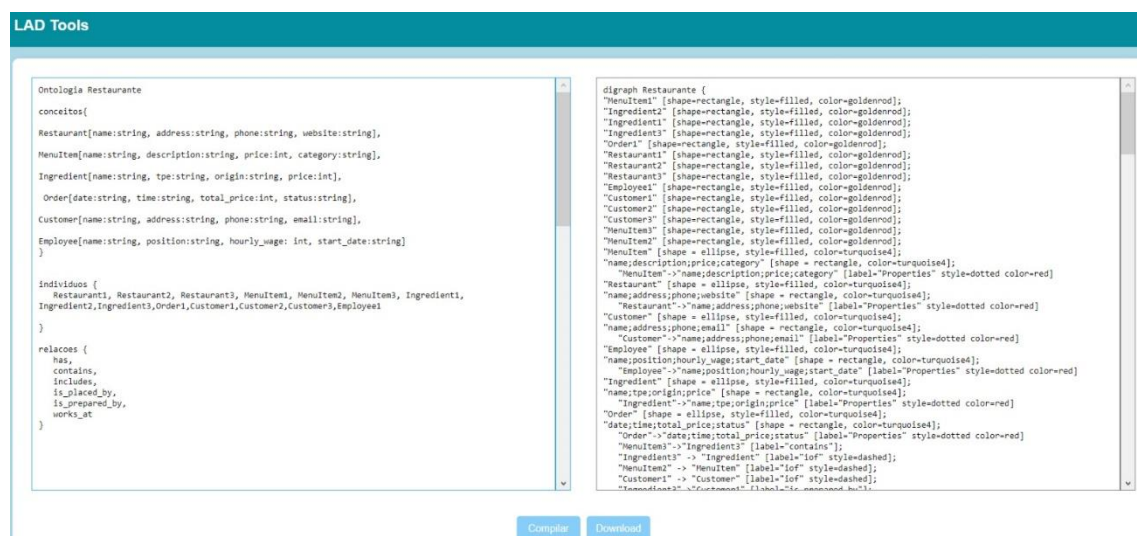 LAD Tools
Ontologia Restaurante
conceitos{
Restaurant[name:string, address:string, phone:string, website:string],
MenuItem[name:string, description:string, price:int, category:string],
Ingredient[name:string, tpe:string, origin:string, price:int],
Order[date:string, time:string, total_price:int, status:string],
Customer[name:string, address:string, phone:string, email:string],
Employee[name:string, position:string, hourly_wage: int, start_date:string]
}
individuos {
Restaurant1, Restaurant2, Restaurant3, MenuItem1, MenuItem2, MenuItem3, Ingredient1,
Ingredient2,Ingredient3,Order1,Customer1,Customer2,Customer3,Employee1
}
relacoes {
has,
contains,
includes,
is_placed_by,
is_prepared_by,
works_at
}
digraph Restaurante {
"MenuItem1" [shape=rectangle, style=filled, color=goldenrod];
"Ingredient2" [shape=rectangle, style=filled, color=goldenrod];
"Ingredient1" [shape=rectangle, style=filled, color=goldenrod];
"Ingredient3" [shape=rectangle, style=filled, color=goldenrod];
"Order1" [shape=rectangle, style=filled, color=goldenrod];
"Restaurant1" [shape=rectangle, style=filled, color=goldenrod];
"Restaurant2" [shape=rectangle, style=filled, color=goldenrod];
"Restaurant3" [shape=rectangle, style=filled, color=goldenrod];
"Employee1" [shape=rectangle, style=filled, color=goldenrod];
"Customer1" [shape=rectangle, style=filled, color=goldenrod];
"Customer2" [shape=rectangle, style=filled, color=goldenrod];
"Customer3" [shape=rectangle, style=filled, color=goldenrod];
"MenuItem3" [shape=rectangle, style=filled, color=goldenrod];
"MenuItem2" [shape=rectangle, style=filled, color=goldenrod];
"MenuItem" [shape = ellipse, style=filled, color=turquoise4];
"name;description;price;category" [shape = rectangle, color=turquoise4];
"MenuItem"->"name;description;price;category" [label="Properties" style=dotted color=red]
"Restaurant" [shape = ellipse, style=filled, color=turquoise4];
"name;address;phone;website" [shape = rectangle, color=turquoise4];
"Restaurant"->"name;address;phone;website" [label="Properties" style=dotted color=red]
"Customer" [shape = ellipse, style=filled, color=turquoise4];
"name;address;phone;email" [shape = rectangle, color=turquoise4];
"Customer"->"name;address;phone;email" [label="Properties" style=dotted color=red]
"Employee" [shape = ellipse, style=filled, color=turquoise4];
"name;position;hourly_wage;start_date" [shape = rectangle, color=turquoise4];
"Employee"->"name;position;hourly_wage;start_date" [label="Properties" style=dotted color=red]
"Ingredient" [shape = ellipse, style=filled, color=turquoise4];
"name;tpe;origin;price" [shape = rectangle, color=turquoise4];
"Ingredient"->"name;tpe;origin;price" [label="Properties" style=dotted color=red]
"Order" [shape = ellipse, style=filled, color=turquoise4];
"date;time;total_price;status" [shape = rectangle, color=turquoise4];
"Order"->"date;time;total_price;status" [label="Properties" style=dotted color=red]
"MenuItem3"->"Ingredient3" [label="contains"];
"Ingredient3" -> "Ingredient" [label="iof" style=dashed];
"MenuItem2" -> "MenuItem" [label="iof" style=dashed];
"Customer1" -> "Customer" [label="iof" style=dashed];
"Ingredient3"->"Customer1" [label="is_prepared_by"];
Compilar
Download